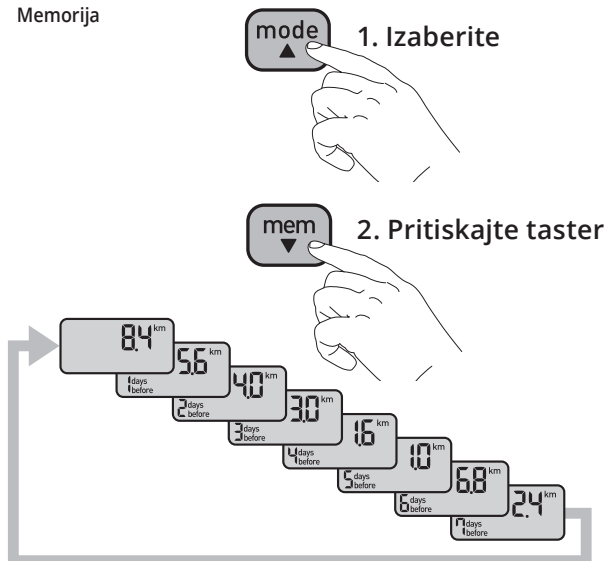 Memorija
mode
1. Izaberite
mem
2. Pritiskajte taster
8.4 km
5.6 km
1 days before
4.0 km
2 days before
3.0 km
3 days before
1.6 km
4 days before
1.0 km
5 days before
6.8 km
6 days before
2.4 km
7 days before